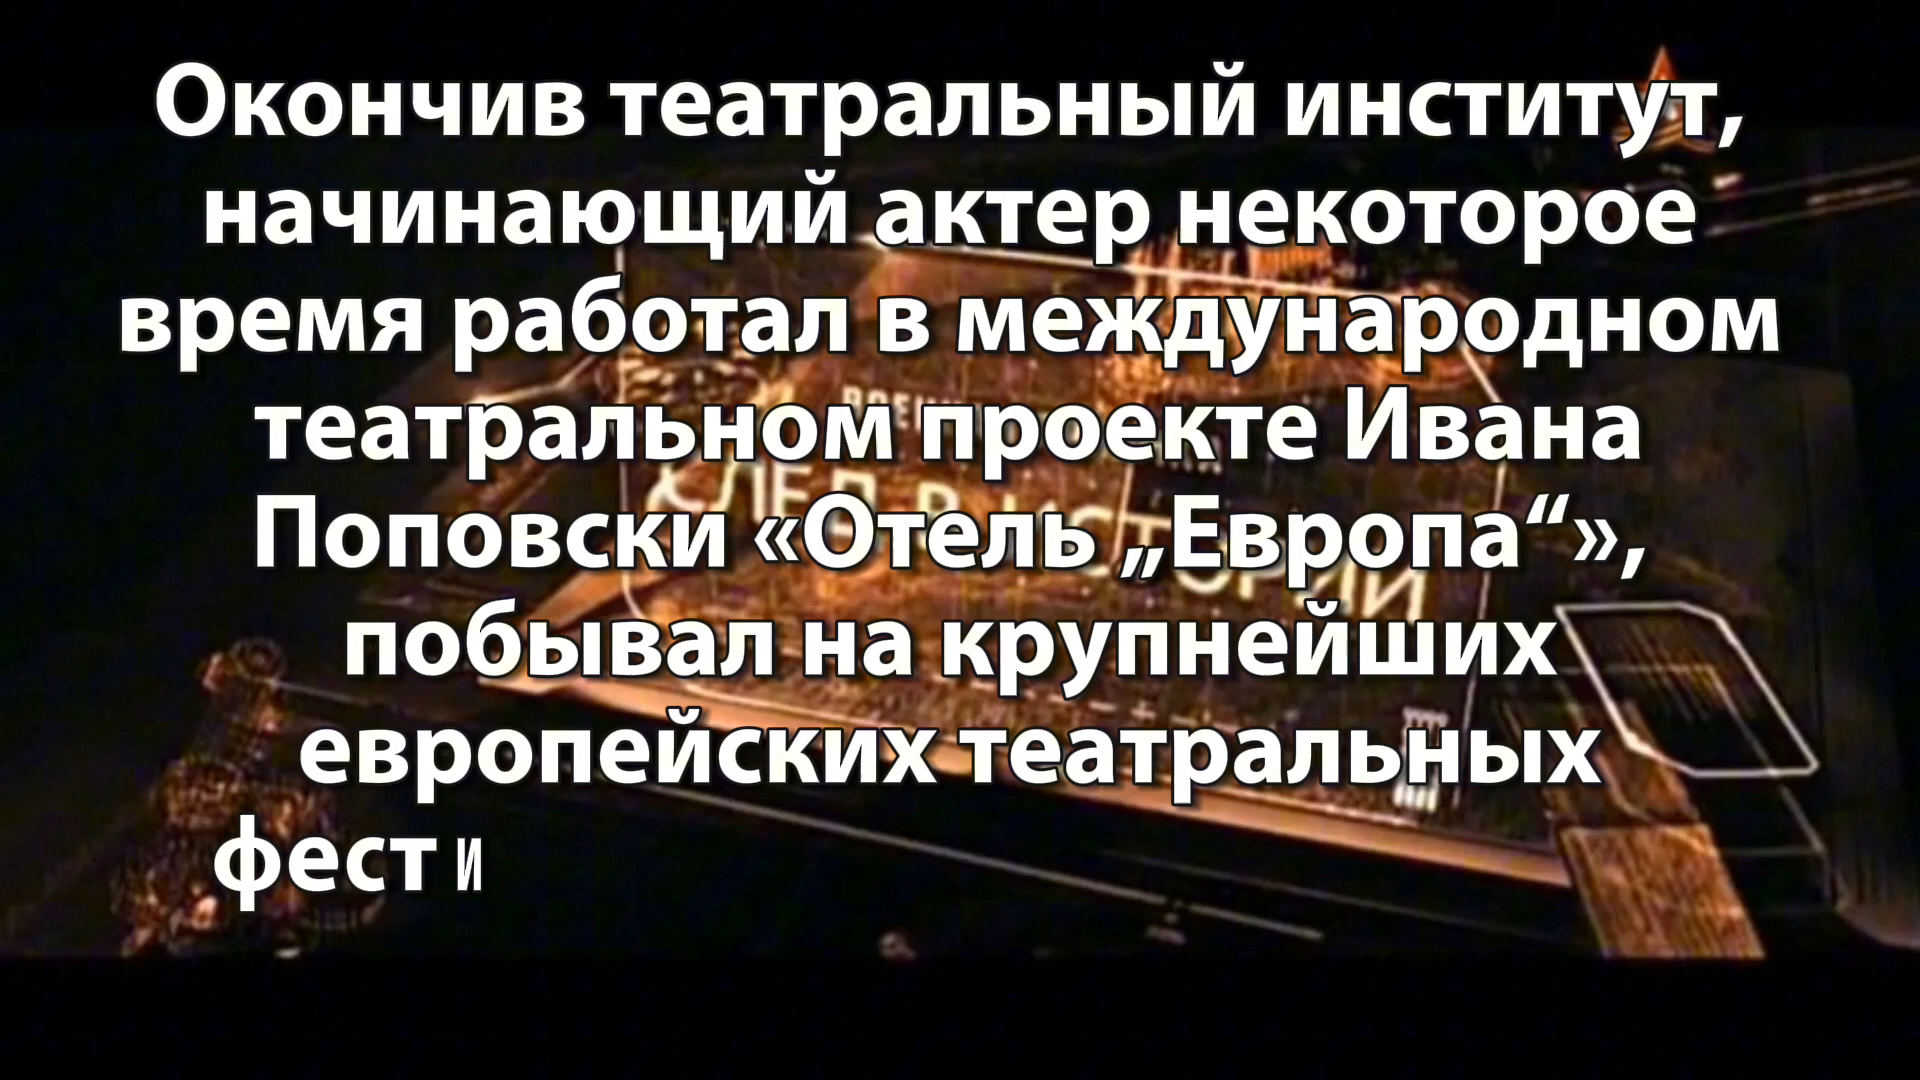 Окончив театральный институт,
начинающий актер некоторое
время работал в международном
театральном проекте Ивана
Поповски «Отель „Европа“»,
побывал на крупнейших
европейских театральных
фест и